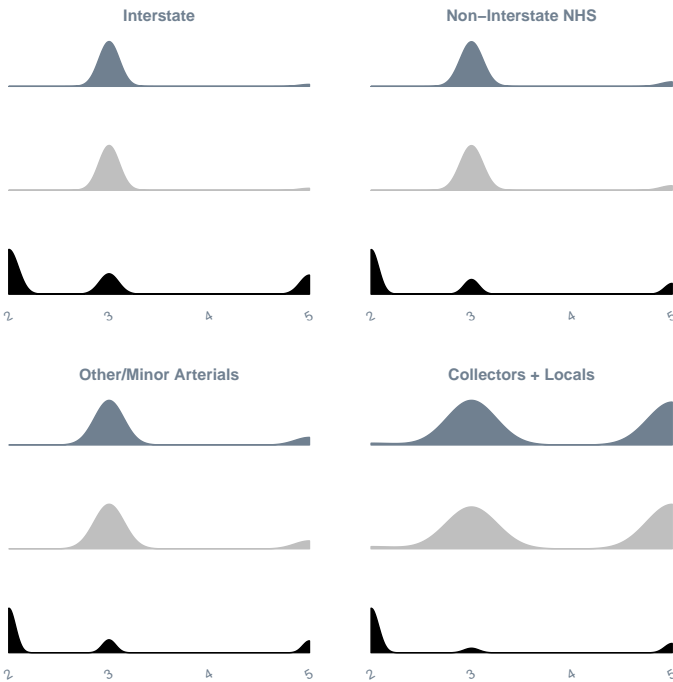 Interstate
Non−Interstate NHS
2 3 4 5
2 3 4 5
Other/Minor Arterials
Collectors + Locals
2 3 4 5
2 3 4 5